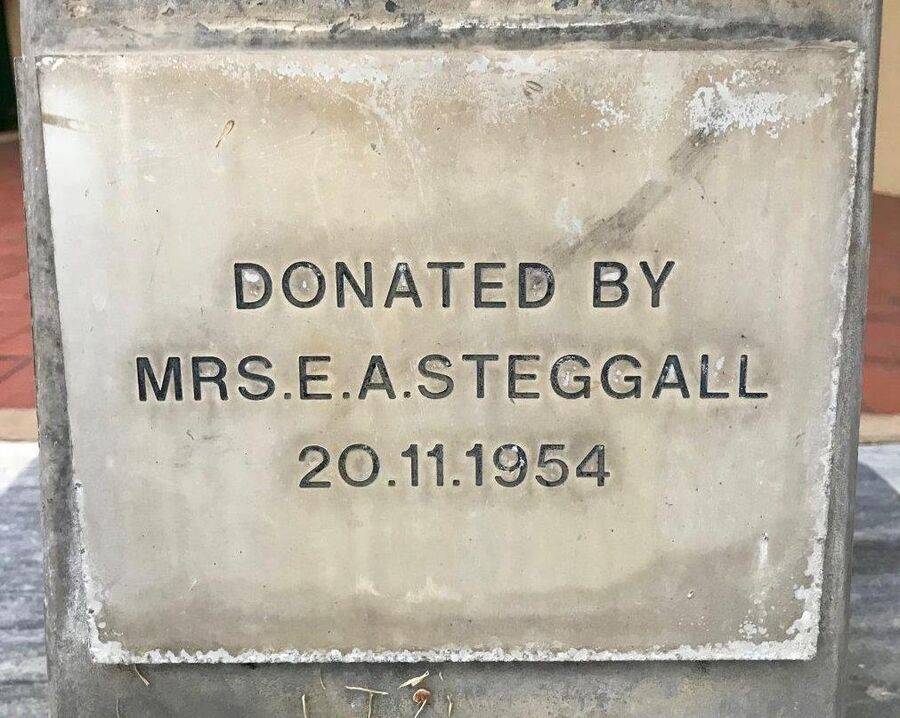 DONATED BY
MRS.E.A.STEGGALL
20.11.1954